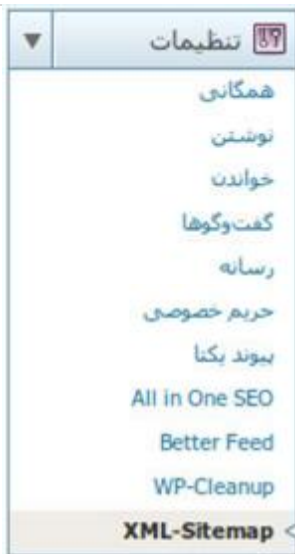 تنظیمات
همگانی
نوشتن
خواندن
گفت‌وگوها
رسانه
حریم خصوصی
پیوند یکتا
All in One SEO
Better Feed
WP-Cleanup
XML-Sitemap